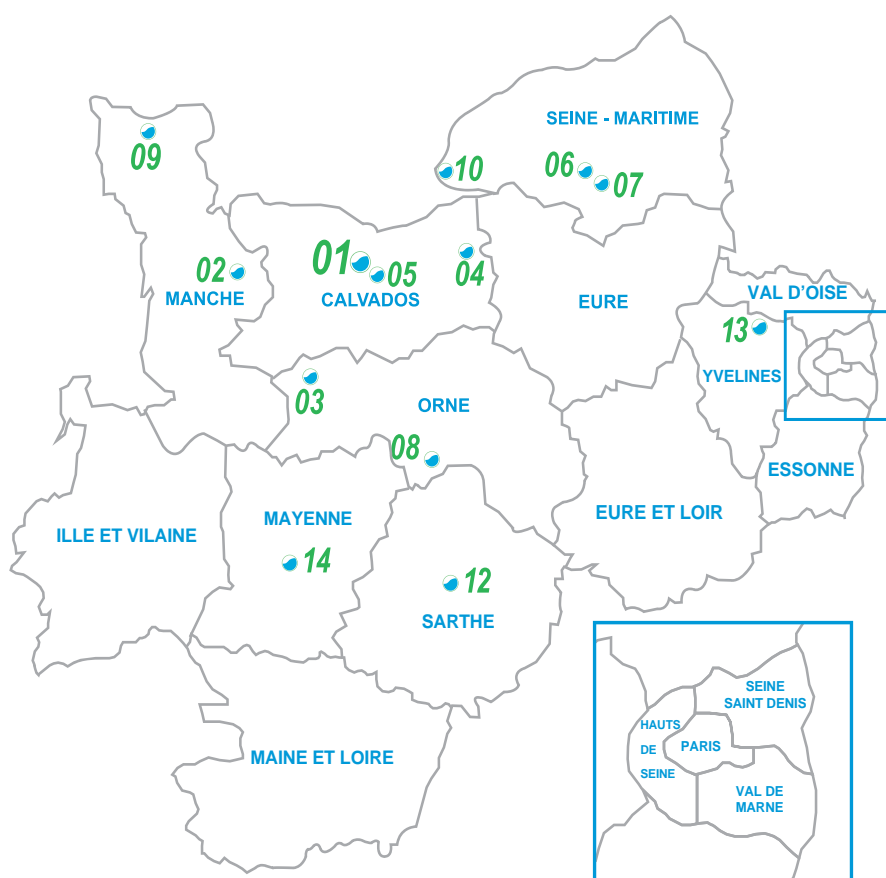 SEINE - MARITIME
09
10
06
07
01
05
04
02
MANCHE
CALVADOS
EURE
VAL D'OISE
13
YVELINES
03
ORNE
08
ESSONNE
ILLE ET VILAINE
MAYENNE
EURE ET LOIR
14
12
SARTHE
MAINE ET LOIRE
SEINE
SAINT DENIS
HAUTS
DE
SEINE
PARIS
VAL DE
MARNE